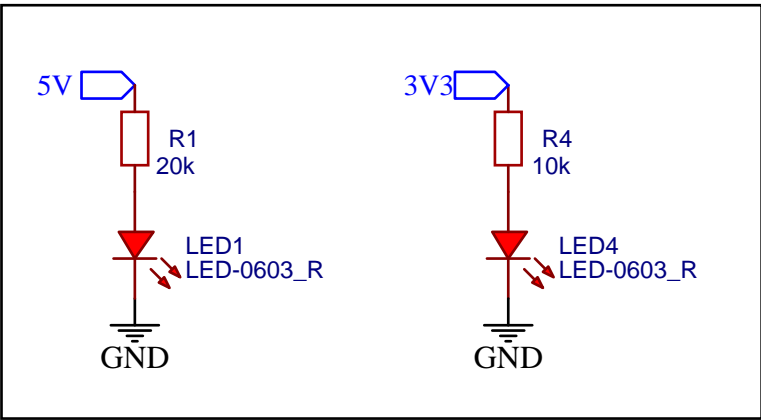 5V
R1
20k
LED1
LED-0603_R
GND
3V3
R4
10k
LED4
LED-0603_R
GND